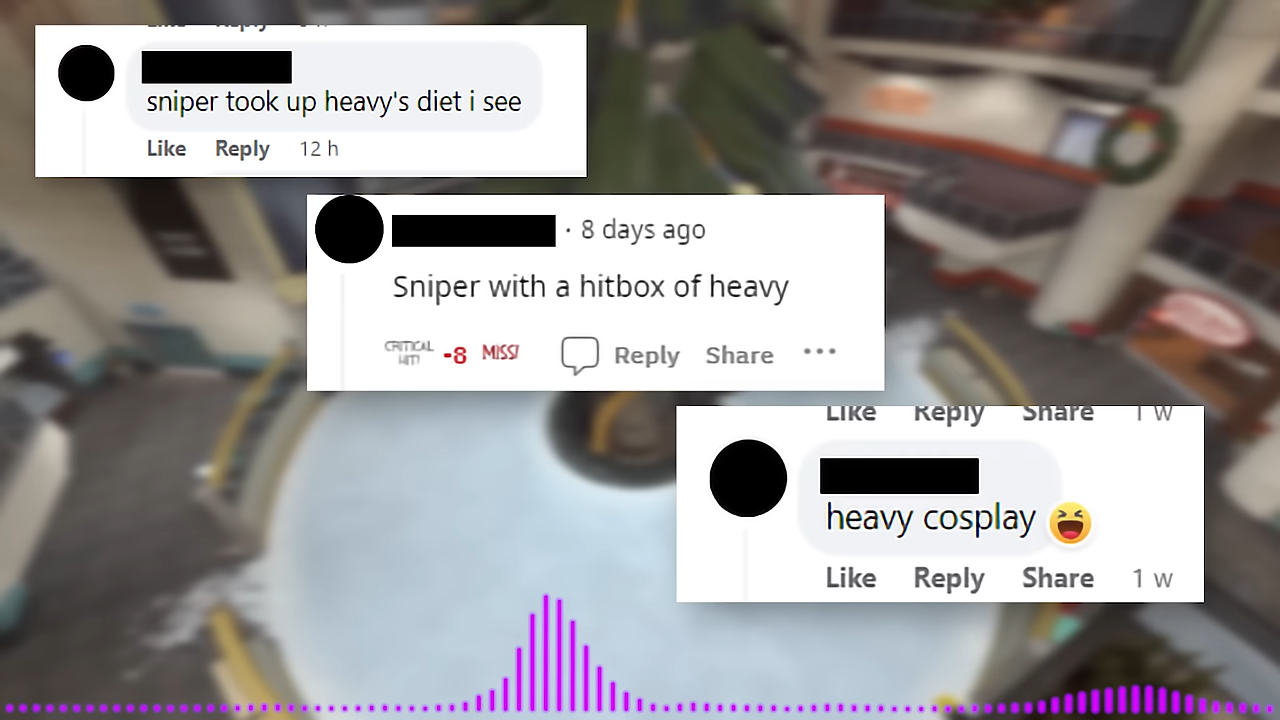 sniper took up heavy's diet i see
Like Reply 12 h
· 8 days ago
Sniper with a hitbox of heavy
CRITICAL HIT! -8 MISS! Reply Share ···
Like Reply Share 1 w
heavy cosplay 😆
Like Reply Share 1 w